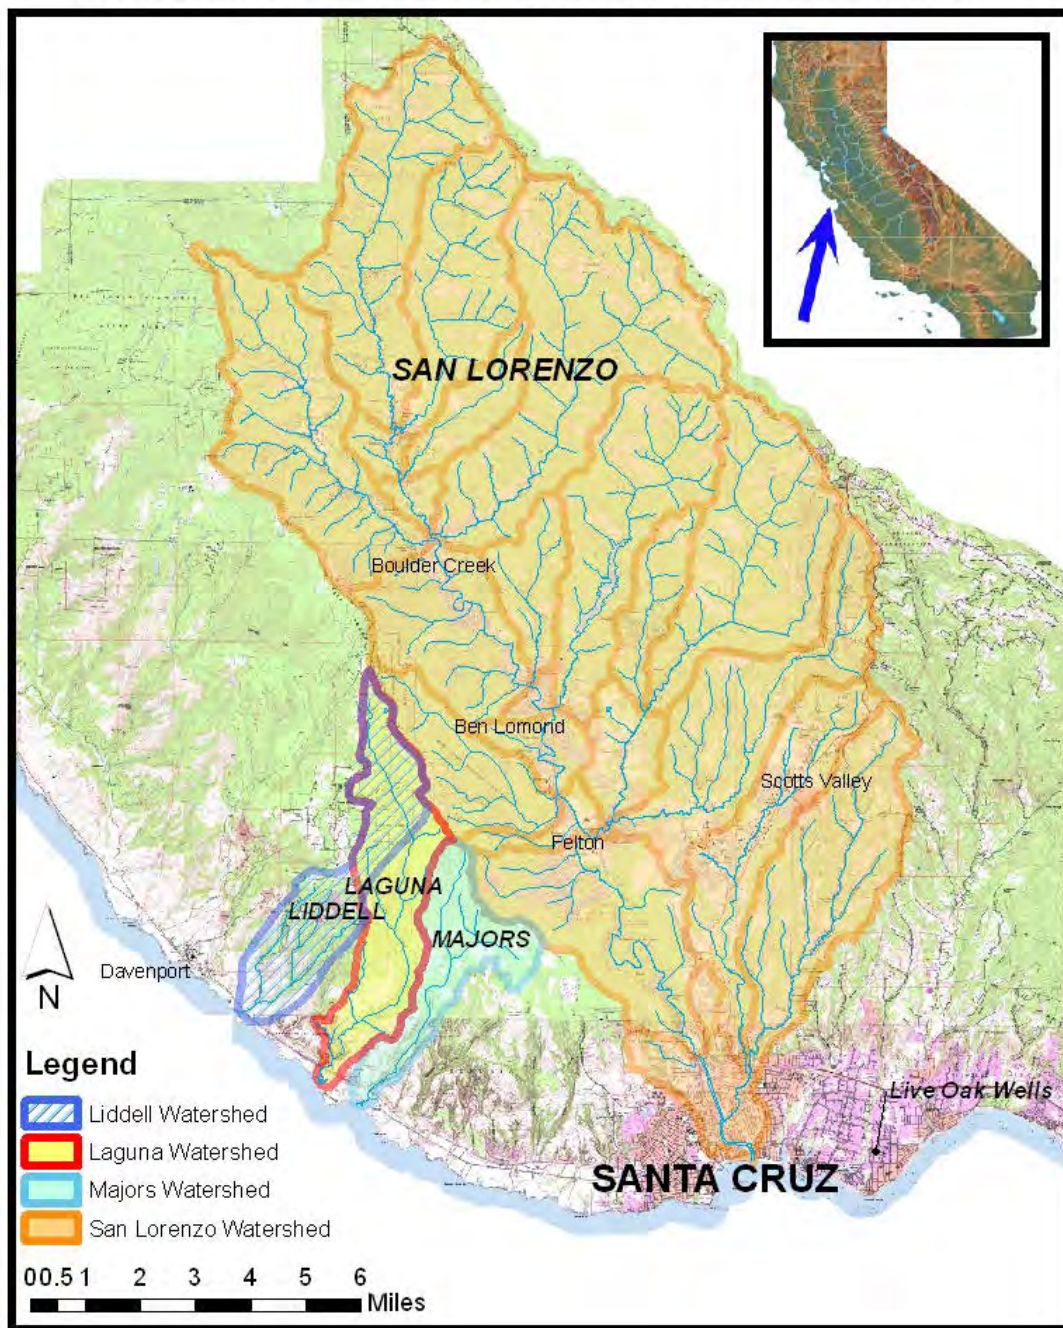 SAN LORENZO
Boulder Creek
Ben Lomond
Scotts Valley
Felton
LAGUNA
LIDDELL
MAJORS
Davenport
N
Live Oak Wells
SANTA CRUZ
Legend
Liddell Watershed
Laguna Watershed
Majors Watershed
San Lorenzo Watershed
0 0.5 1 2 3 4 5 6
Miles